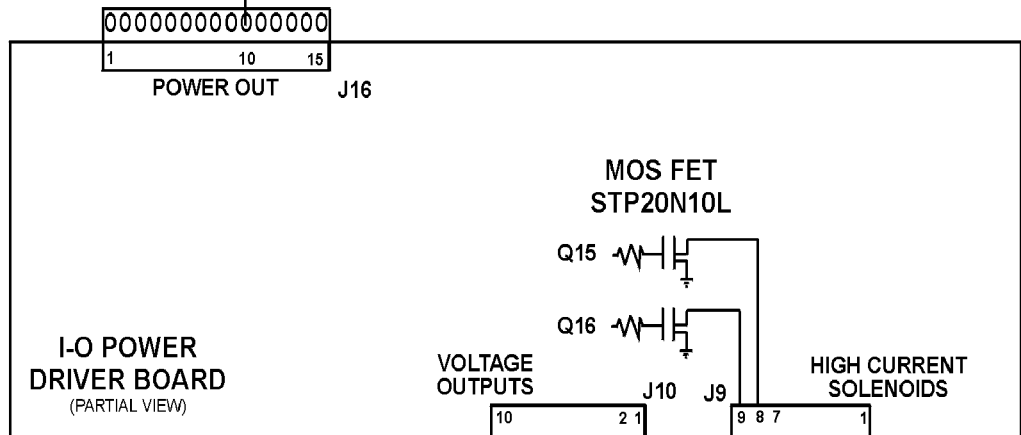 1 10 15
POWER OUT J16
MOS FET
STP20N10L
Q15
Q16
I-O POWER
DRIVER BOARD
(PARTIAL VIEW)
VOLTAGE
OUTPUTS
J10
J9
HIGH CURRENT
SOLENOIDS
10 2 1
9 8 7 1